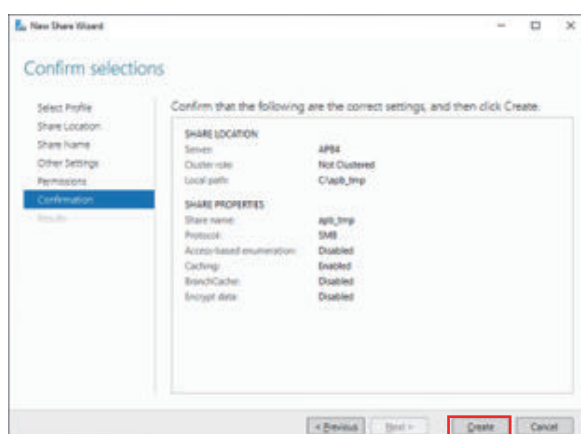 New Share Wizard
Confirm selections
Select Profile
Share Location
Share Name
Other Settings
Permissions
Confirmation
Results
Confirm that the following are the correct settings, and then click Create.
SHARE LOCATION
Server: APB4
Cluster role: Not Clustered
Local path: C:\apb_tmp
SHARE PROPERTIES
Share name: apb_tmp
Protocol: SMB
Access-based enumeration: Disabled
Caching: Enabled
BranchCache: Disabled
Encrypt data: Disabled
< Previous Next > Create Cancel